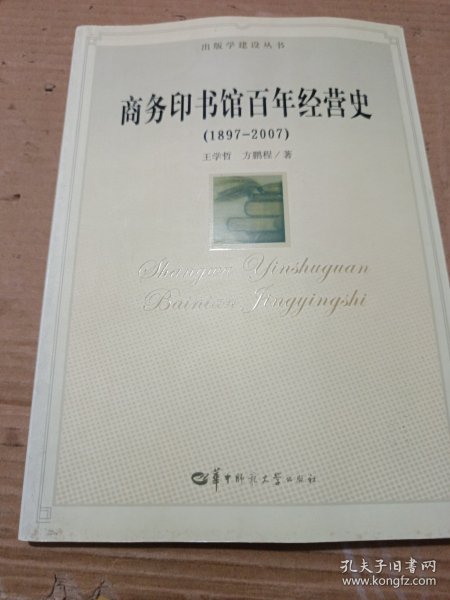 出版学建设丛书
商务印书馆百年经营史
(1897-2007)
王学哲 方鹏程/著
Shangwu Yinshuguan
Bainian Jingyingshi
华中师范大学出版社
孔夫子旧书网
www.kongfz.com